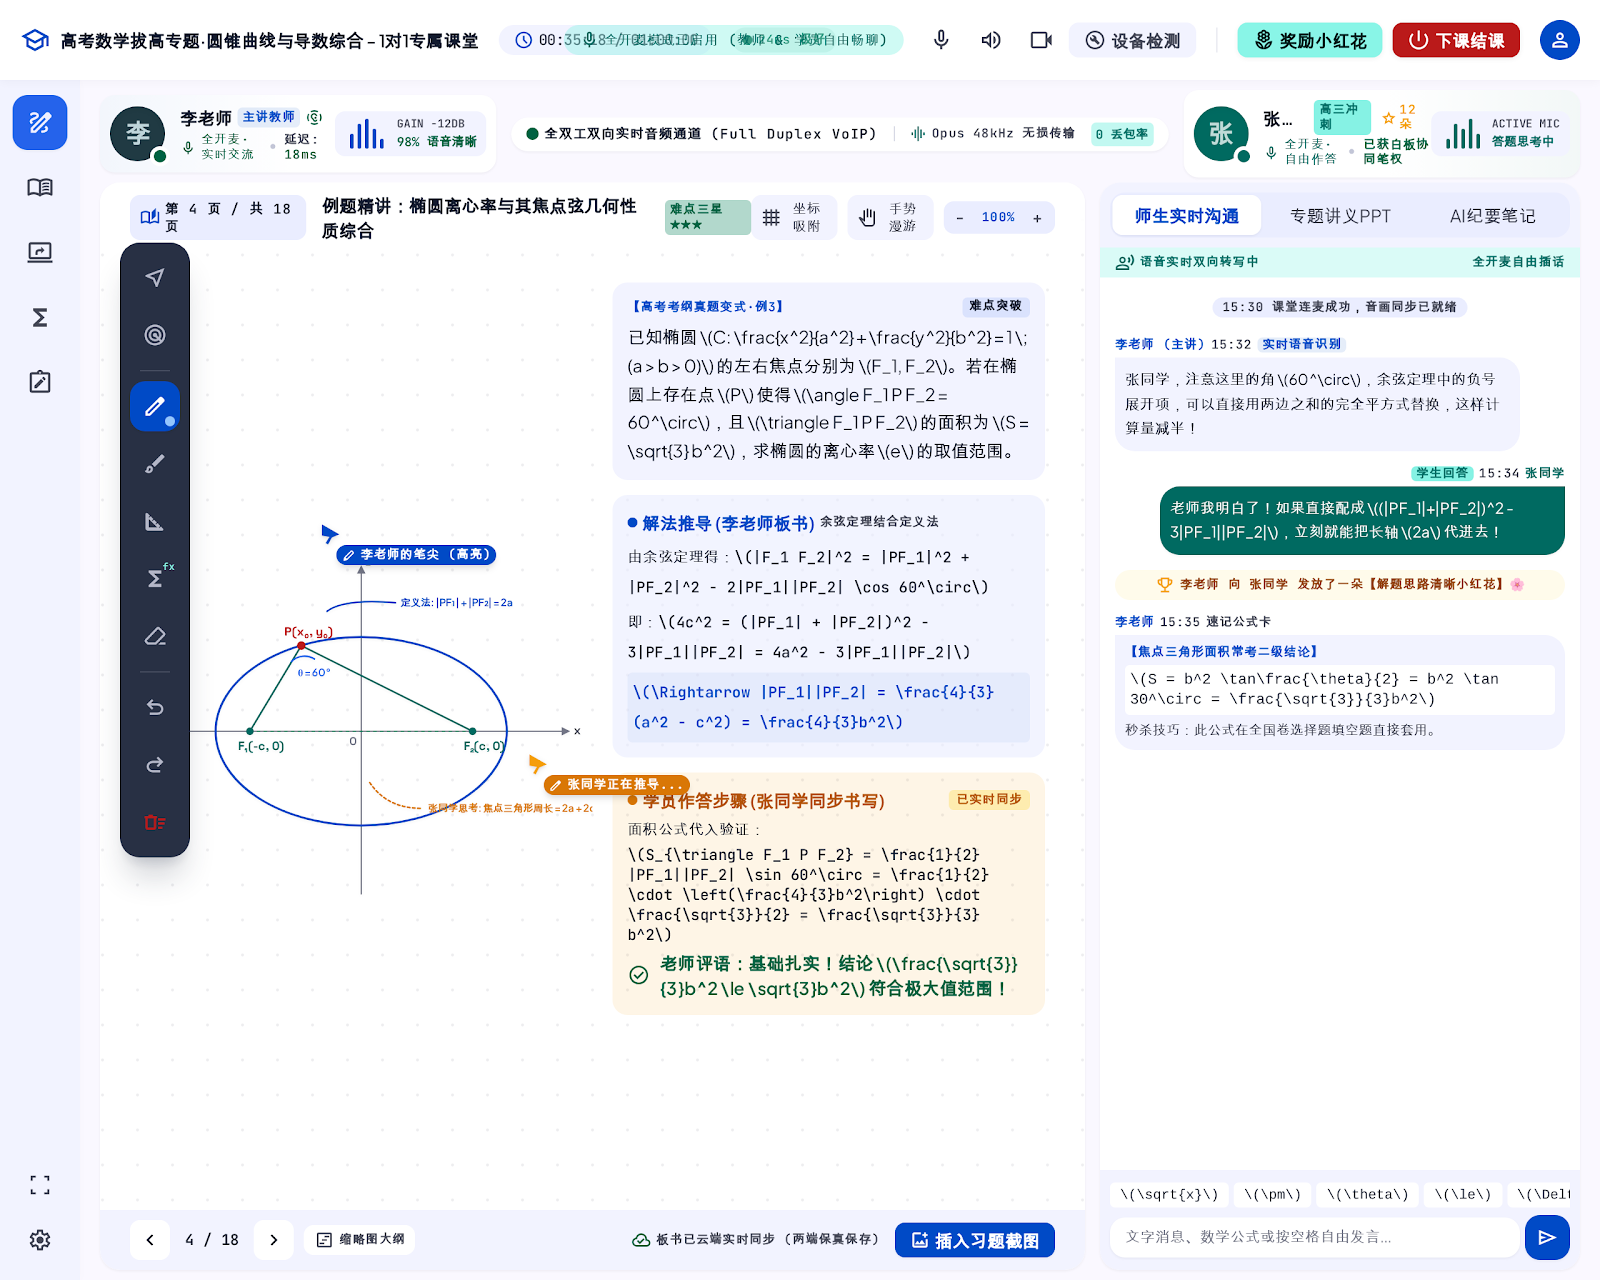 高考数学拔高专题·圆锥曲线与导数综合 - 1对1专属课堂
设备检测
奖励小红花
下课结课
李
李老师
主讲教师
全开麦·
实时交流
延迟:
18ms
GAIN -12DB
98% 语音清晰
全双工双向实时音频通道 (Full Duplex VoIP)
Opus 48kHz 无损传输
0 丢包率
张
张...
高三冲
刺
12
朵
全开麦·
自由作答
已获白板协
同笔权
ACTIVE MIC
答题思考中
第 4 页 / 共 18
页
例题精讲：椭圆离心率与其焦点弦几何性
质综合
难点三星
★★★
坐标
吸附
手势
漫游
- 100% +
fx
【高考考纲真题变式·例3】
难点突破
已知椭圆 \(C: \frac{x^2}{a^2}+\frac{y^2}{b^2}=1\;
(a > b > 0)\) 的左右焦点分别为 \(F_1, F_2\)。若在椭
圆上存在点 \(P\) 使得 \(\angle F_1 P F_2 =
60^\circ\)，且 \(\triangle F_1 P F_2\) 的面积为 \(S =
\sqrt{3}b^2\)，求椭圆的离心率 \(e\) 的取值范围。
解法推导 (李老师板书)
余弦定理结合定义法
由余弦定理得：\(|F_1 F_2|^2 = |PF_1|^2 +
|PF_2|^2 - 2|PF_1||PF_2| \cos 60^\circ\)
即：\(4c^2 = (|PF_1| + |PF_2|)^2 -
3|PF_1||PF_2| = 4a^2 - 3|PF_1||PF_2|\)
\(\Rightarrow |PF_1||PF_2| = \frac{4}{3}
(a^2 - c^2) = \frac{4}{3}b^2\)
李老师的笔尖 (高亮)
定义法: |PF₁| + |PF₂| = 2a
P(x₀, y₀)
θ = 60°
F₁(-c, 0)
0
F₂(c, 0)
x
张同学正在推导...
张同学思考: 焦点三角形周长 = 2a + 2c
学员作答步骤 (张同学同步书写)
已实时同步
面积公式代入验证：
\(S_{\triangle F_1 P F_2} = \frac{1}{2}
|PF_1||PF_2| \sin 60^\circ = \frac{1}{2}
\cdot \left(\frac{4}{3}b^2\right) \cdot
\frac{\sqrt{3}}{2} = \frac{\sqrt{3}}{3}
b^2\)
老师评语：基础扎实！结论 \(\frac{\sqrt{3}}
{3}b^2 \le \sqrt{3}b^2\) 符合极大值范围！
4 / 18
缩略图大纲
板书已云端实时同步 (两端保真保存)
插入习题截图
师生实时沟通
专题讲义PPT
AI纪要笔记
语音实时双向转写中
全开麦自由插话
15:30 课堂连麦成功，音画同步已就绪
李老师 (主讲) 15:32 实时语音识别
张同学，注意这里的角 \(60^\circ\)，余弦定理中的负号
展开项，可以直接用两边之和的完全平方式替换，这样计
算量减半！
学生回答 15:34 张同学
老师我明白了！如果直接配成 \((|PF_1|+|PF_2|)^2 -
3|PF_1||PF_2|\)，立刻就能把长轴 \(2a\) 代进去！
李老师 向 张同学 发放了一朵【解题思路清晰小红花】🌸
李老师 15:35 速记公式卡
【焦点三角形面积常考二级结论】
\(S = b^2 \tan\frac{\theta}{2} = b^2 \tan
30^\circ = \frac{\sqrt{3}}{3}b^2\)
秒杀技巧：此公式在全国卷选择题填空题直接套用。
\(\sqrt{x}\)
\(\pm\)
\(\theta\)
\(\le\)
\(\Delt
文字消息、数学公式或按空格自由发言...